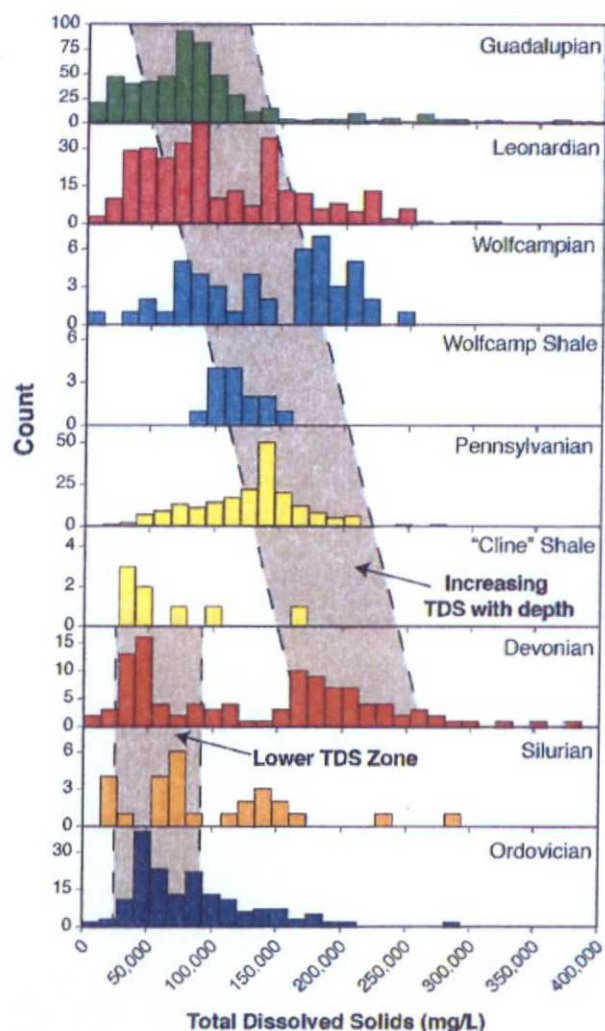 100
75
50
25
0
Guadalupian
30
15
0
Leonardian
6
3
0
Wolfcampian
6
3
0
Wolfcamp Shale
50
25
0
Pennsylvanian
4
2
0
"Cline" Shale
Increasing
TDS with depth
15
10
5
0
Devonian
6
3
0
Silurian
Lower TDS Zone
30
15
0
Ordovician
Count
0
50,000
100,000
150,000
200,000
250,000
300,000
350,000
400,000
Total Dissolved Solids (mg/L)